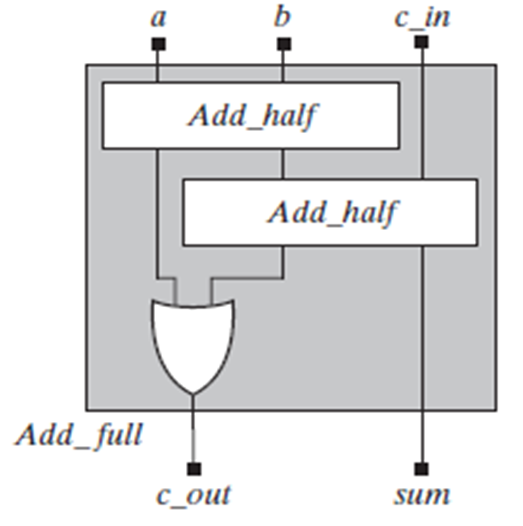 a b c_in
Add_half
Add_half
Add_full
c_out sum